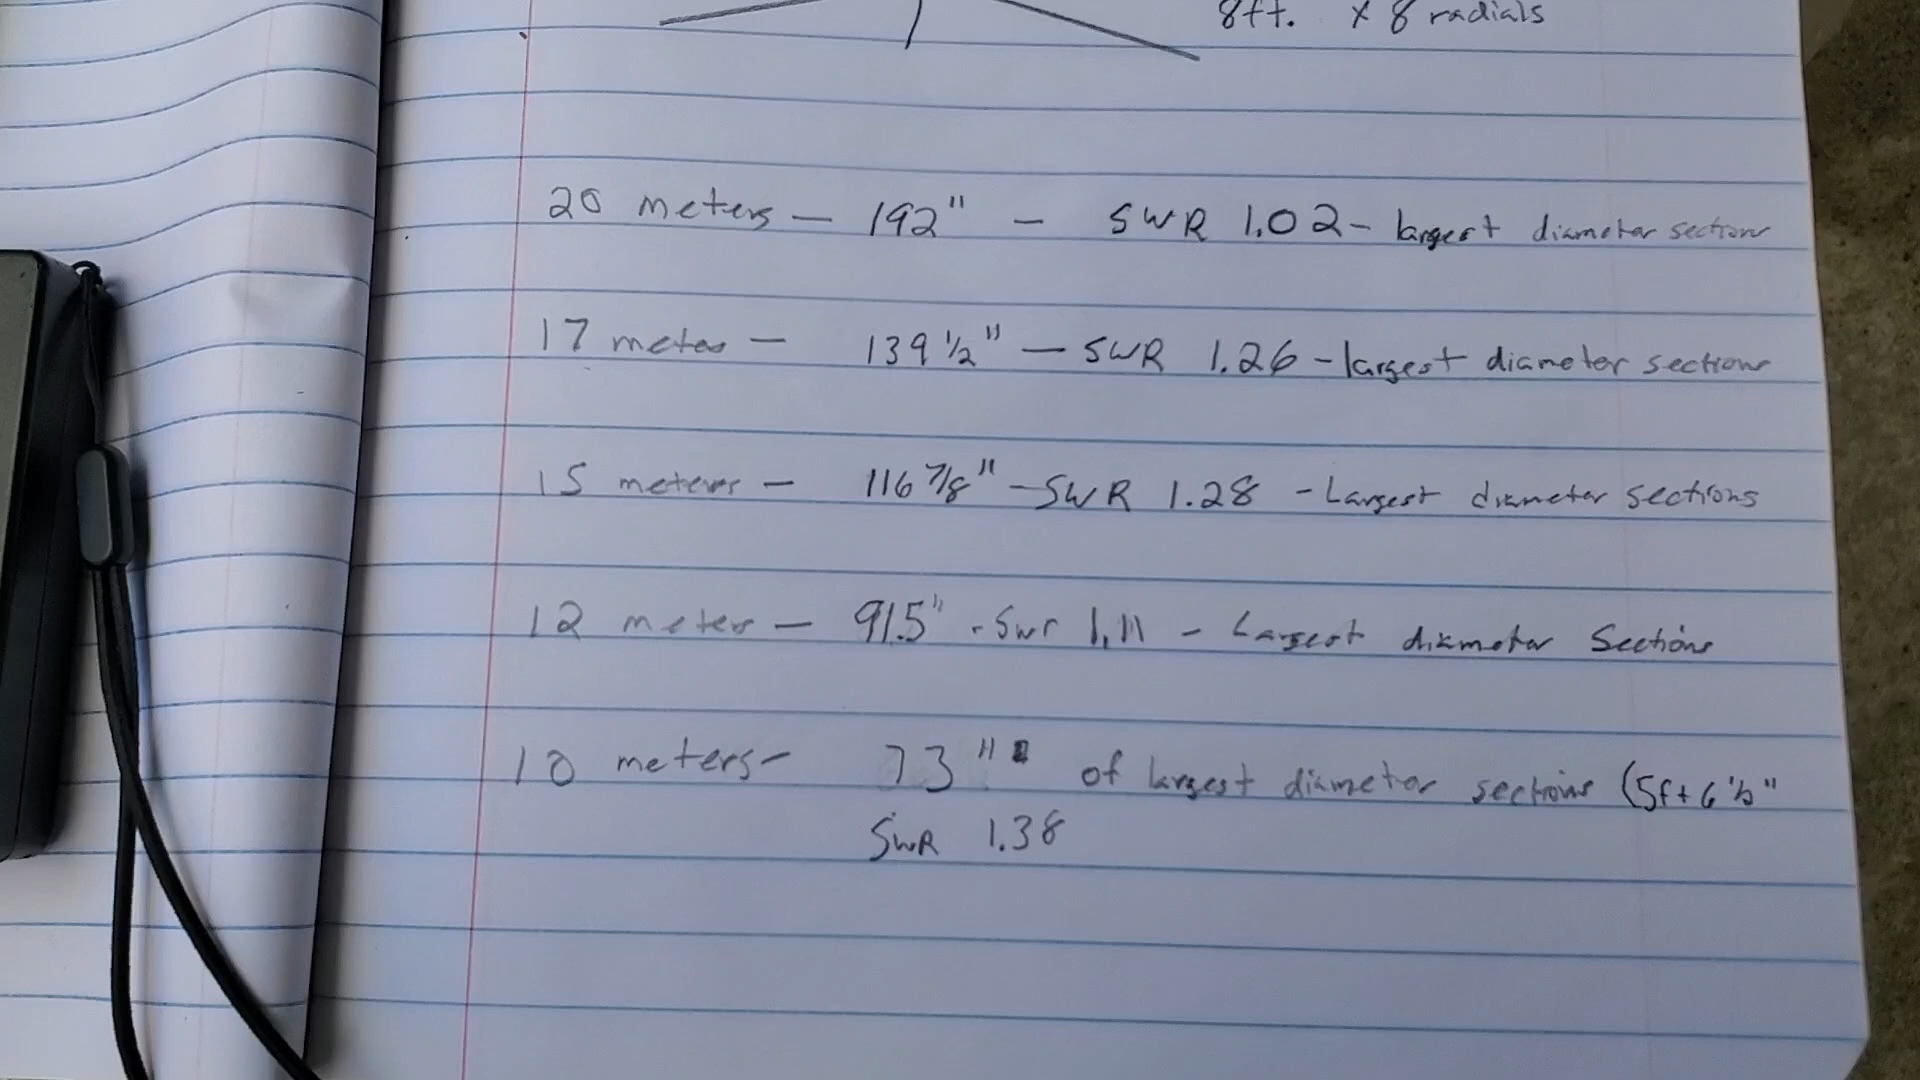 8ft. x 8 radials
20 meters — 192" — SWR 1.02 - largest diameter sections
17 meters — 139 1/2" — SWR 1.26 - largest diameter sections
15 meters — 116 7/8" - SWR 1.28 - Largest diameter sections
12 meters — 91.5" - Swr 1.11 - Largest diameter Sections
10 meters - 73" of largest diameter sections (5ft + 6 1/2"
SWR 1.38